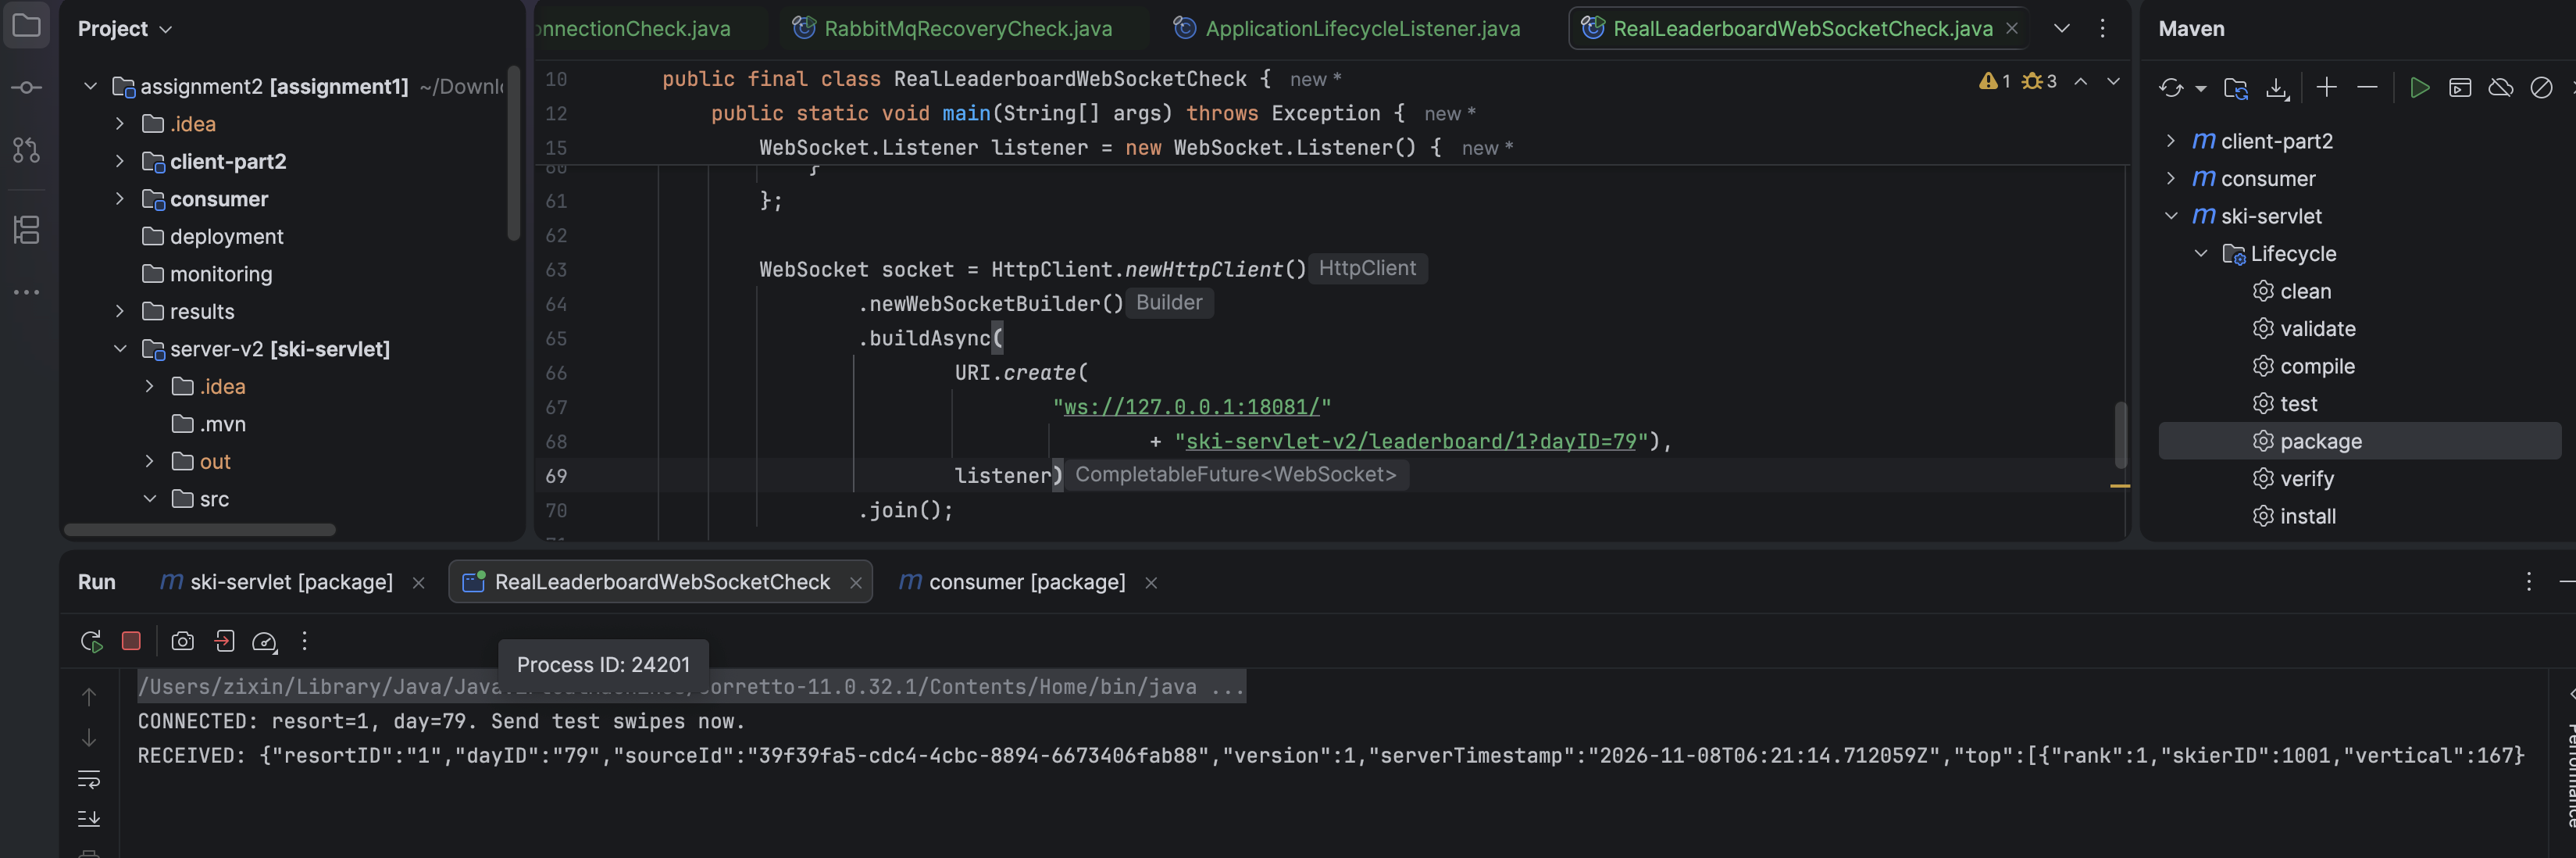 Project
assignment2 [assignment1] ~/Downl
.idea
client-part2
consumer
deployment
monitoring
results
server-v2 [ski-servlet]
.idea
.mvn
out
src
onnectionCheck.java
RabbitMqRecoveryCheck.java
ApplicationLifecycleListener.java
RealLeaderboardWebSocketCheck.java
1 3
10 public final class RealLeaderboardWebSocketCheck { new *
12 public static void main(String[] args) throws Exception { new *
15 WebSocket.Listener listener = new WebSocket.Listener() { new *
60 }
61 };
62
63 WebSocket socket = HttpClient.newHttpClient() HttpClient
64 .newWebSocketBuilder() Builder
65 .buildAsync(
66 URI.create(
67 "ws://127.0.0.1:18081/"
68 + "ski-servlet-v2/leaderboard/1?dayID=79"),
69 listener) CompletableFuture<WebSocket>
70 .join();
71
Maven
client-part2
consumer
ski-servlet
Lifecycle
clean
validate
compile
test
package
verify
install
Run
ski-servlet [package]
RealLeaderboardWebSocketCheck
consumer [package]
Process ID: 24201
/Users/zixin/Library/Java/Java orretto-11.0.32.1/Contents/Home/bin/java ...
CONNECTED: resort=1, day=79. Send test swipes now.
RECEIVED: {"resortID":"1","dayID":"79","sourceId":"39f39fa5-cdc4-4cbc-8894-6673406fab88","version":1,"serverTimestamp":"2026-11-08T06:21:14.712059Z","top":[{"rank":1,"skierID":1001,"vertical":167}